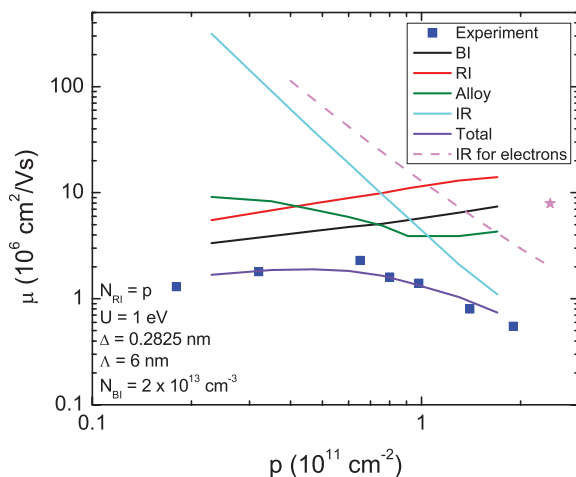 Experiment
BI
RI
Alloy
IR
Total
IR for electrons
100
10
1
0.1
μ (10⁶ cm²/Vs)
N_RI = p
U = 1 eV
Δ = 0.2825 nm
Λ = 6 nm
N_BI = 2 x 10¹³ cm⁻³
0.1
1
p (10¹¹ cm⁻²)